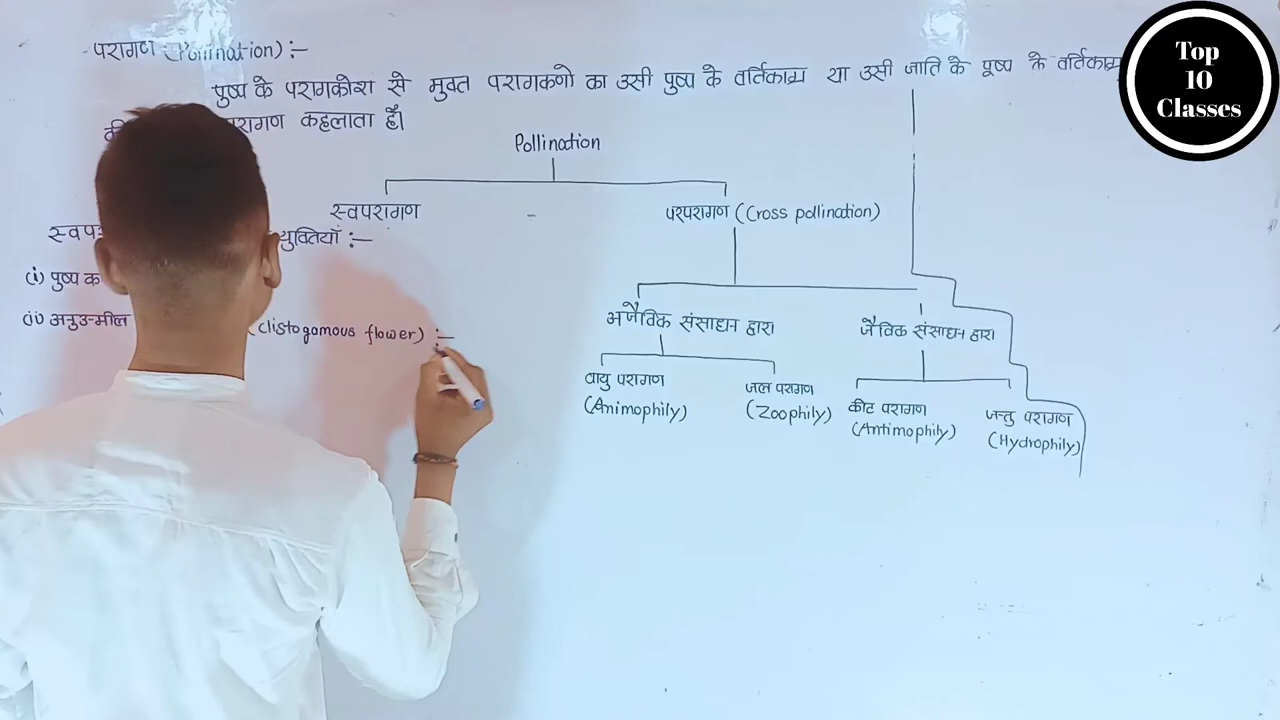 परागण (Pollination) :-
पुष्प के परागकोश से मुक्त परागकणो का उसी पुष्प के वर्तिकाग्र या उसी जाति के पुष्प के वर्तिकाग्र
परागण कहलाता है।
Pollination
स्वपरागण - परपरागण (Cross pollination)
युक्तियाँ :-
(i) पुष्प क
(ii) अनुउन्मील (Clistogamous flower) :-
अजैविक संसाधन द्वारा
जैविक संसाधन द्वारा
वायु परागण
(Animophily)
जल परागण
(Zoophily)
कीट परागण
(Antimophily)
जन्तु परागण
(Hydrophily)
Top
10
Classes